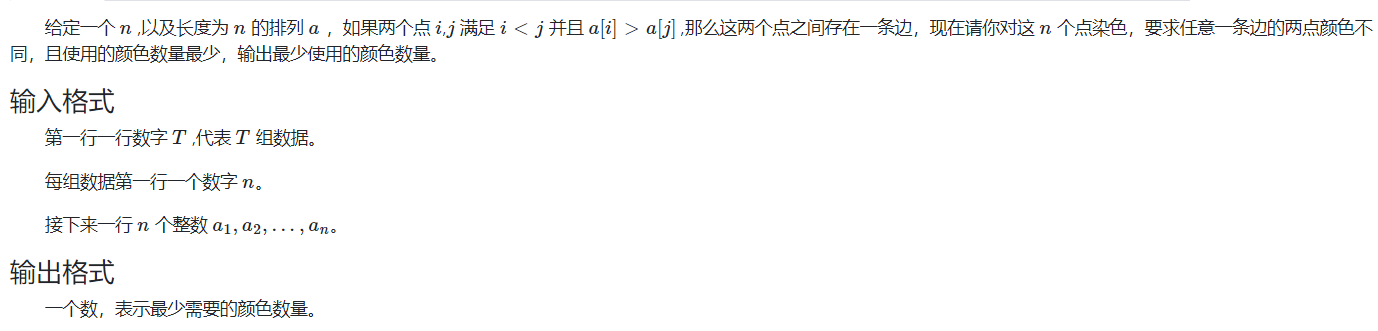 给定一个 n ,以及长度为 n 的排列 a ，如果两个点 i,j 满足 i < j 并且 a[i] > a[j] ,那么这两个点之间存在一条边，现在请你对这 n 个点染色，要求任意一条边的两点颜色不
同，且使用的颜色数量最少，输出最少使用的颜色数量。
输入格式
第一行一行数字 T ,代表 T 组数据。
每组数据第一行一个数字 n。
接下来一行 n 个整数 a₁, a₂, …, aₙ。
输出格式
一个数，表示最少需要的颜色数量。